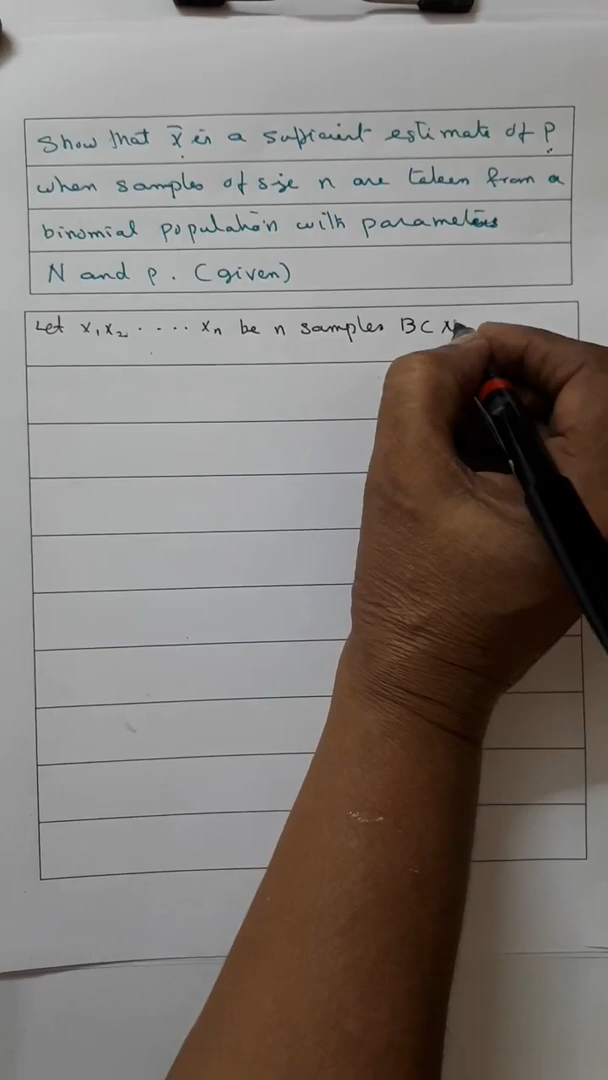 Show that x̄ is a sufficient estimate of p
when samples of size n are taken from a
binomial population with parameters
N and p. (given)
Let x₁ x₂ ..... xₙ be n samples B( N